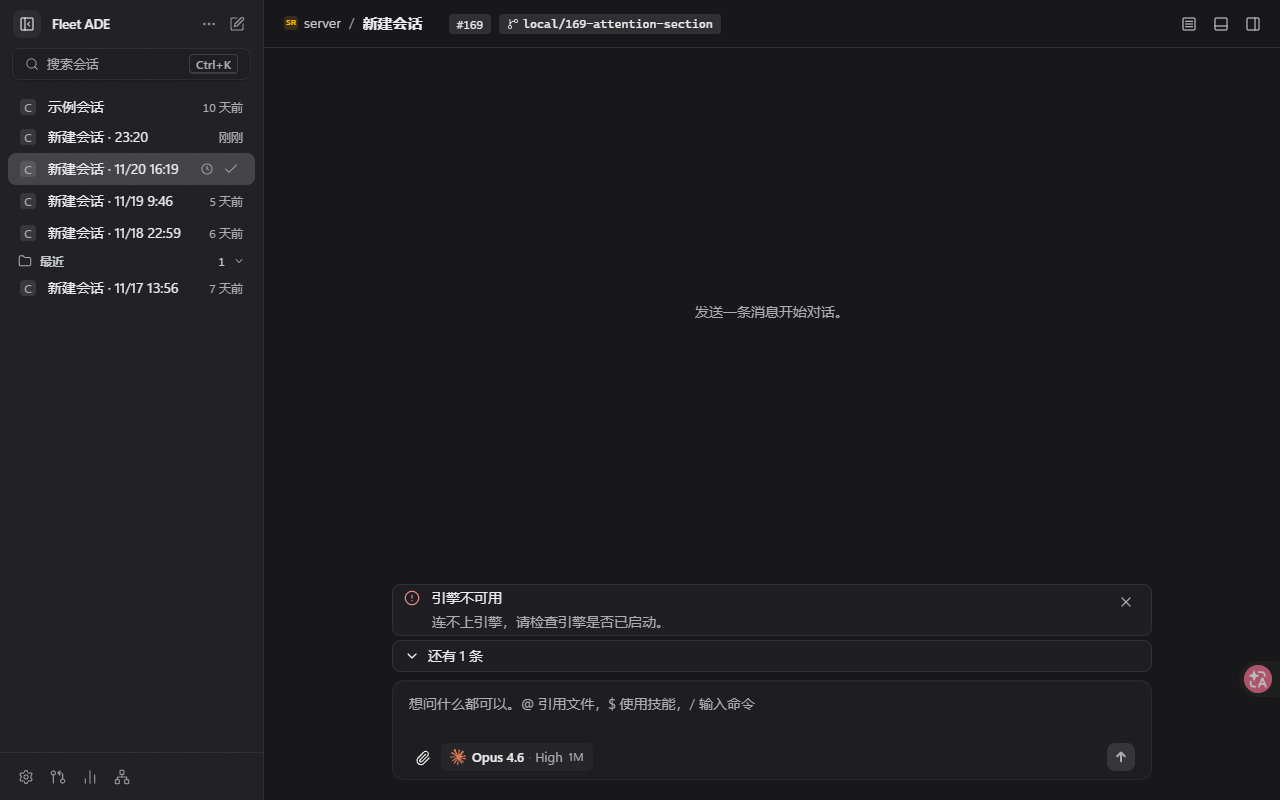 Fleet ADE
搜索会话 Ctrl+K
C 示例会话 10 天前
C 新建会话 · 23:20 刚刚
C 新建会话 · 11/20 16:19
C 新建会话 · 11/19 9:46 5 天前
C 新建会话 · 11/18 22:59 6 天前
最近 1
C 新建会话 · 11/17 13:56 7 天前
SR server / 新建会话 #169 local/169-attention-section
发送一条消息开始对话。
引擎不可用
连不上引擎，请检查引擎是否已启动。
还有 1 条
想问什么都可以。@ 引用文件，$ 使用技能，/ 输入命令
Opus 4.6 · High 1M